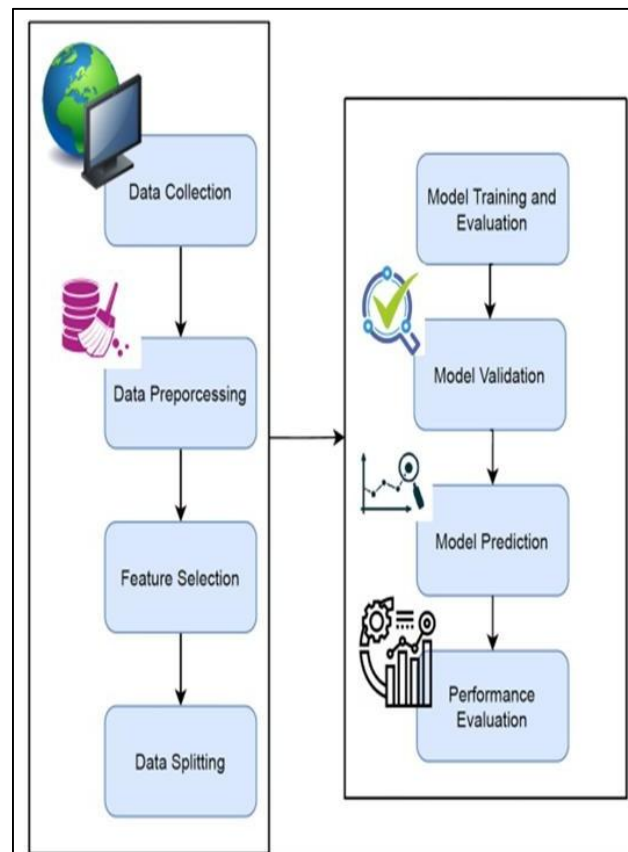 Data Collection
Data Preporcessing
Feature Selection
Data Splitting
Model Training and
Evaluation
Model Validation
Model Prediction
Performance
Evaluation